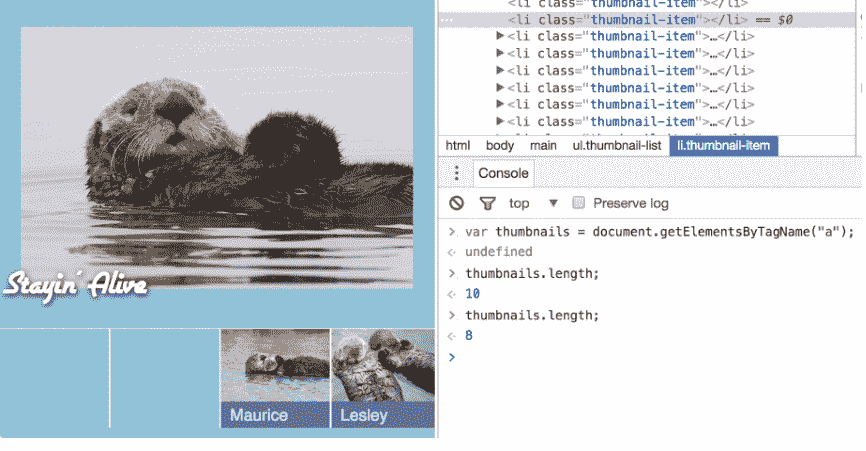 <li class="thumbnail-item"></li>
<li class="thumbnail-item"></li> == $0
<li class="thumbnail-item">…</li>
<li class="thumbnail-item">…</li>
<li class="thumbnail-item">…</li>
<li class="thumbnail-item">…</li>
<li class="thumbnail-item">…</li>
<li class="thumbnail-item">…</li>
html body main ul.thumbnail-list li.thumbnail-item
Console
top Preserve log
> var thumbnails = document.getElementsByTagName("a");
undefined
> thumbnails.length;
10
> thumbnails.length;
8
>
Stayin' Alive
Maurice Lesley